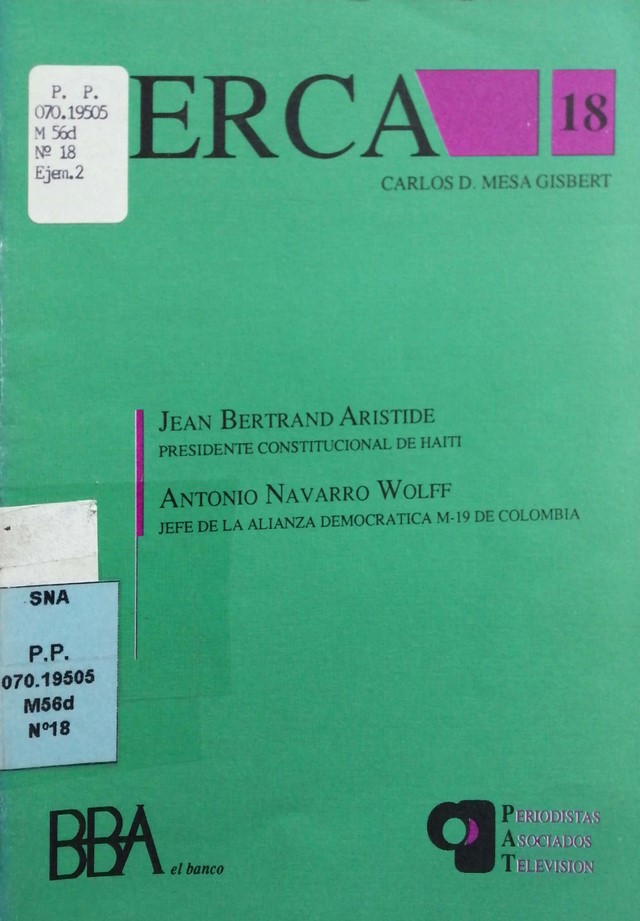 P. P.
070.19505
M 56d
Nº 18
Ejem.2
ERCA
18
CARLOS D. MESA GISBERT
JEAN BERTRAND ARISTIDE
PRESIDENTE CONSTITUCIONAL DE HAITI
ANTONIO NAVARRO WOLFF
JEFE DE LA ALIANZA DEMOCRATICA M-19 DE COLOMBIA
SNA
P.P.
070.19505
M56d
Nº18
BBA el banco
PERIODISTAS
ASOCIADOS
TELEVISION